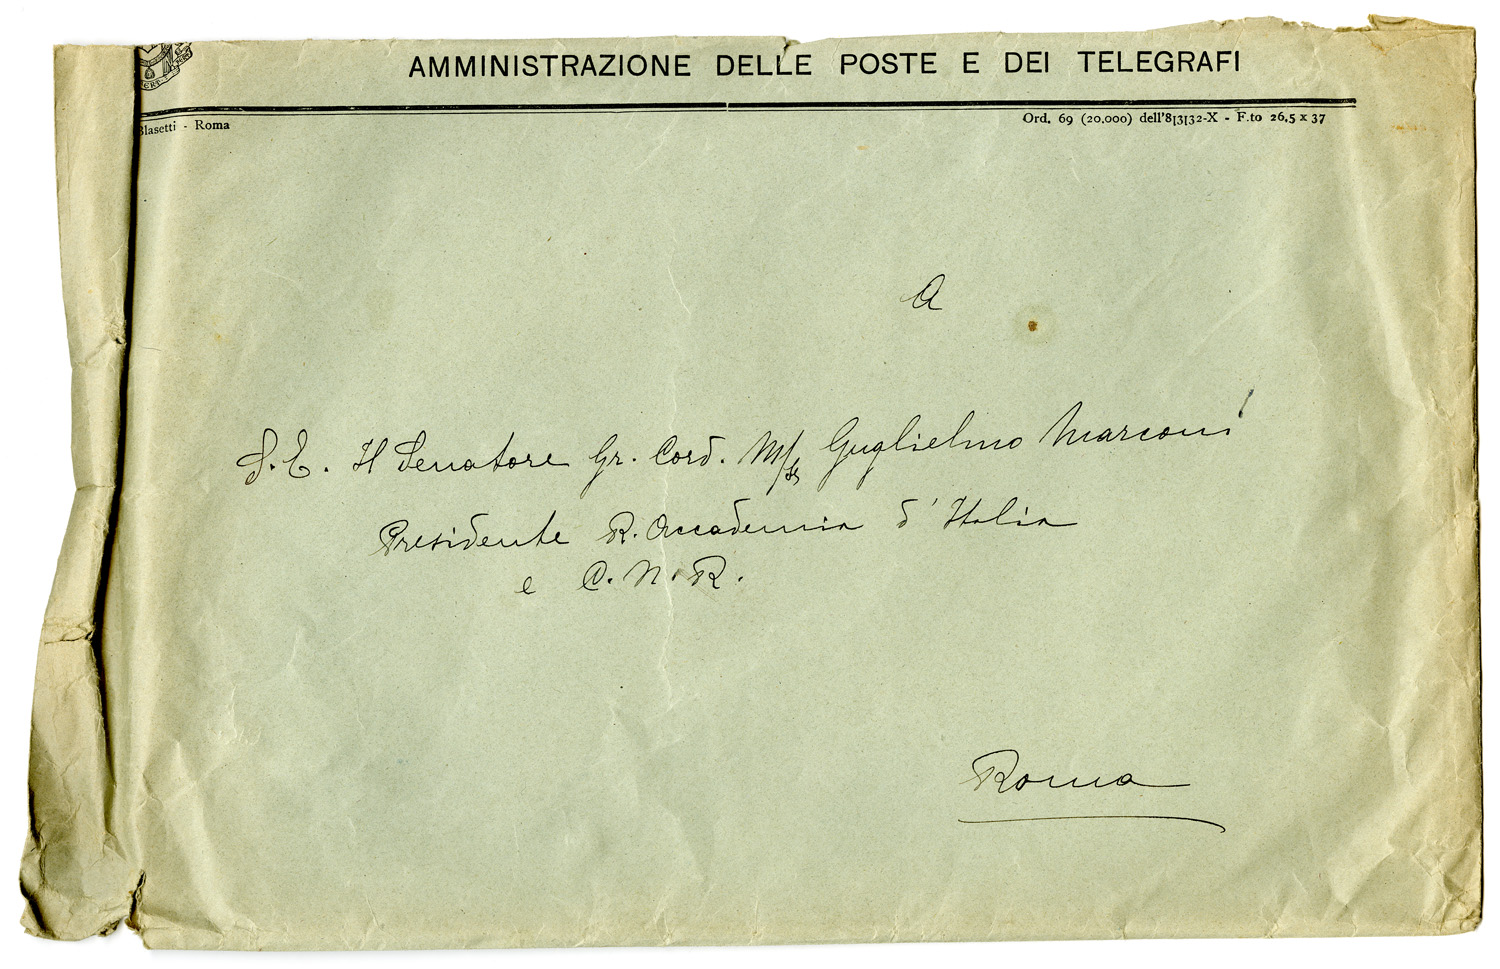 AMMINISTRAZIONE DELLE POSTE E DEI TELEGRAFI
Blasetti - Roma
Ord. 69 (20.000) dell'8|3|32-X - F.to 26,5 x 37
A
S. E. Il Senatore Gr. Cord. Guglielmo Marconi
Presidente R. Accademia d'Italia
e C. N. R.
Roma